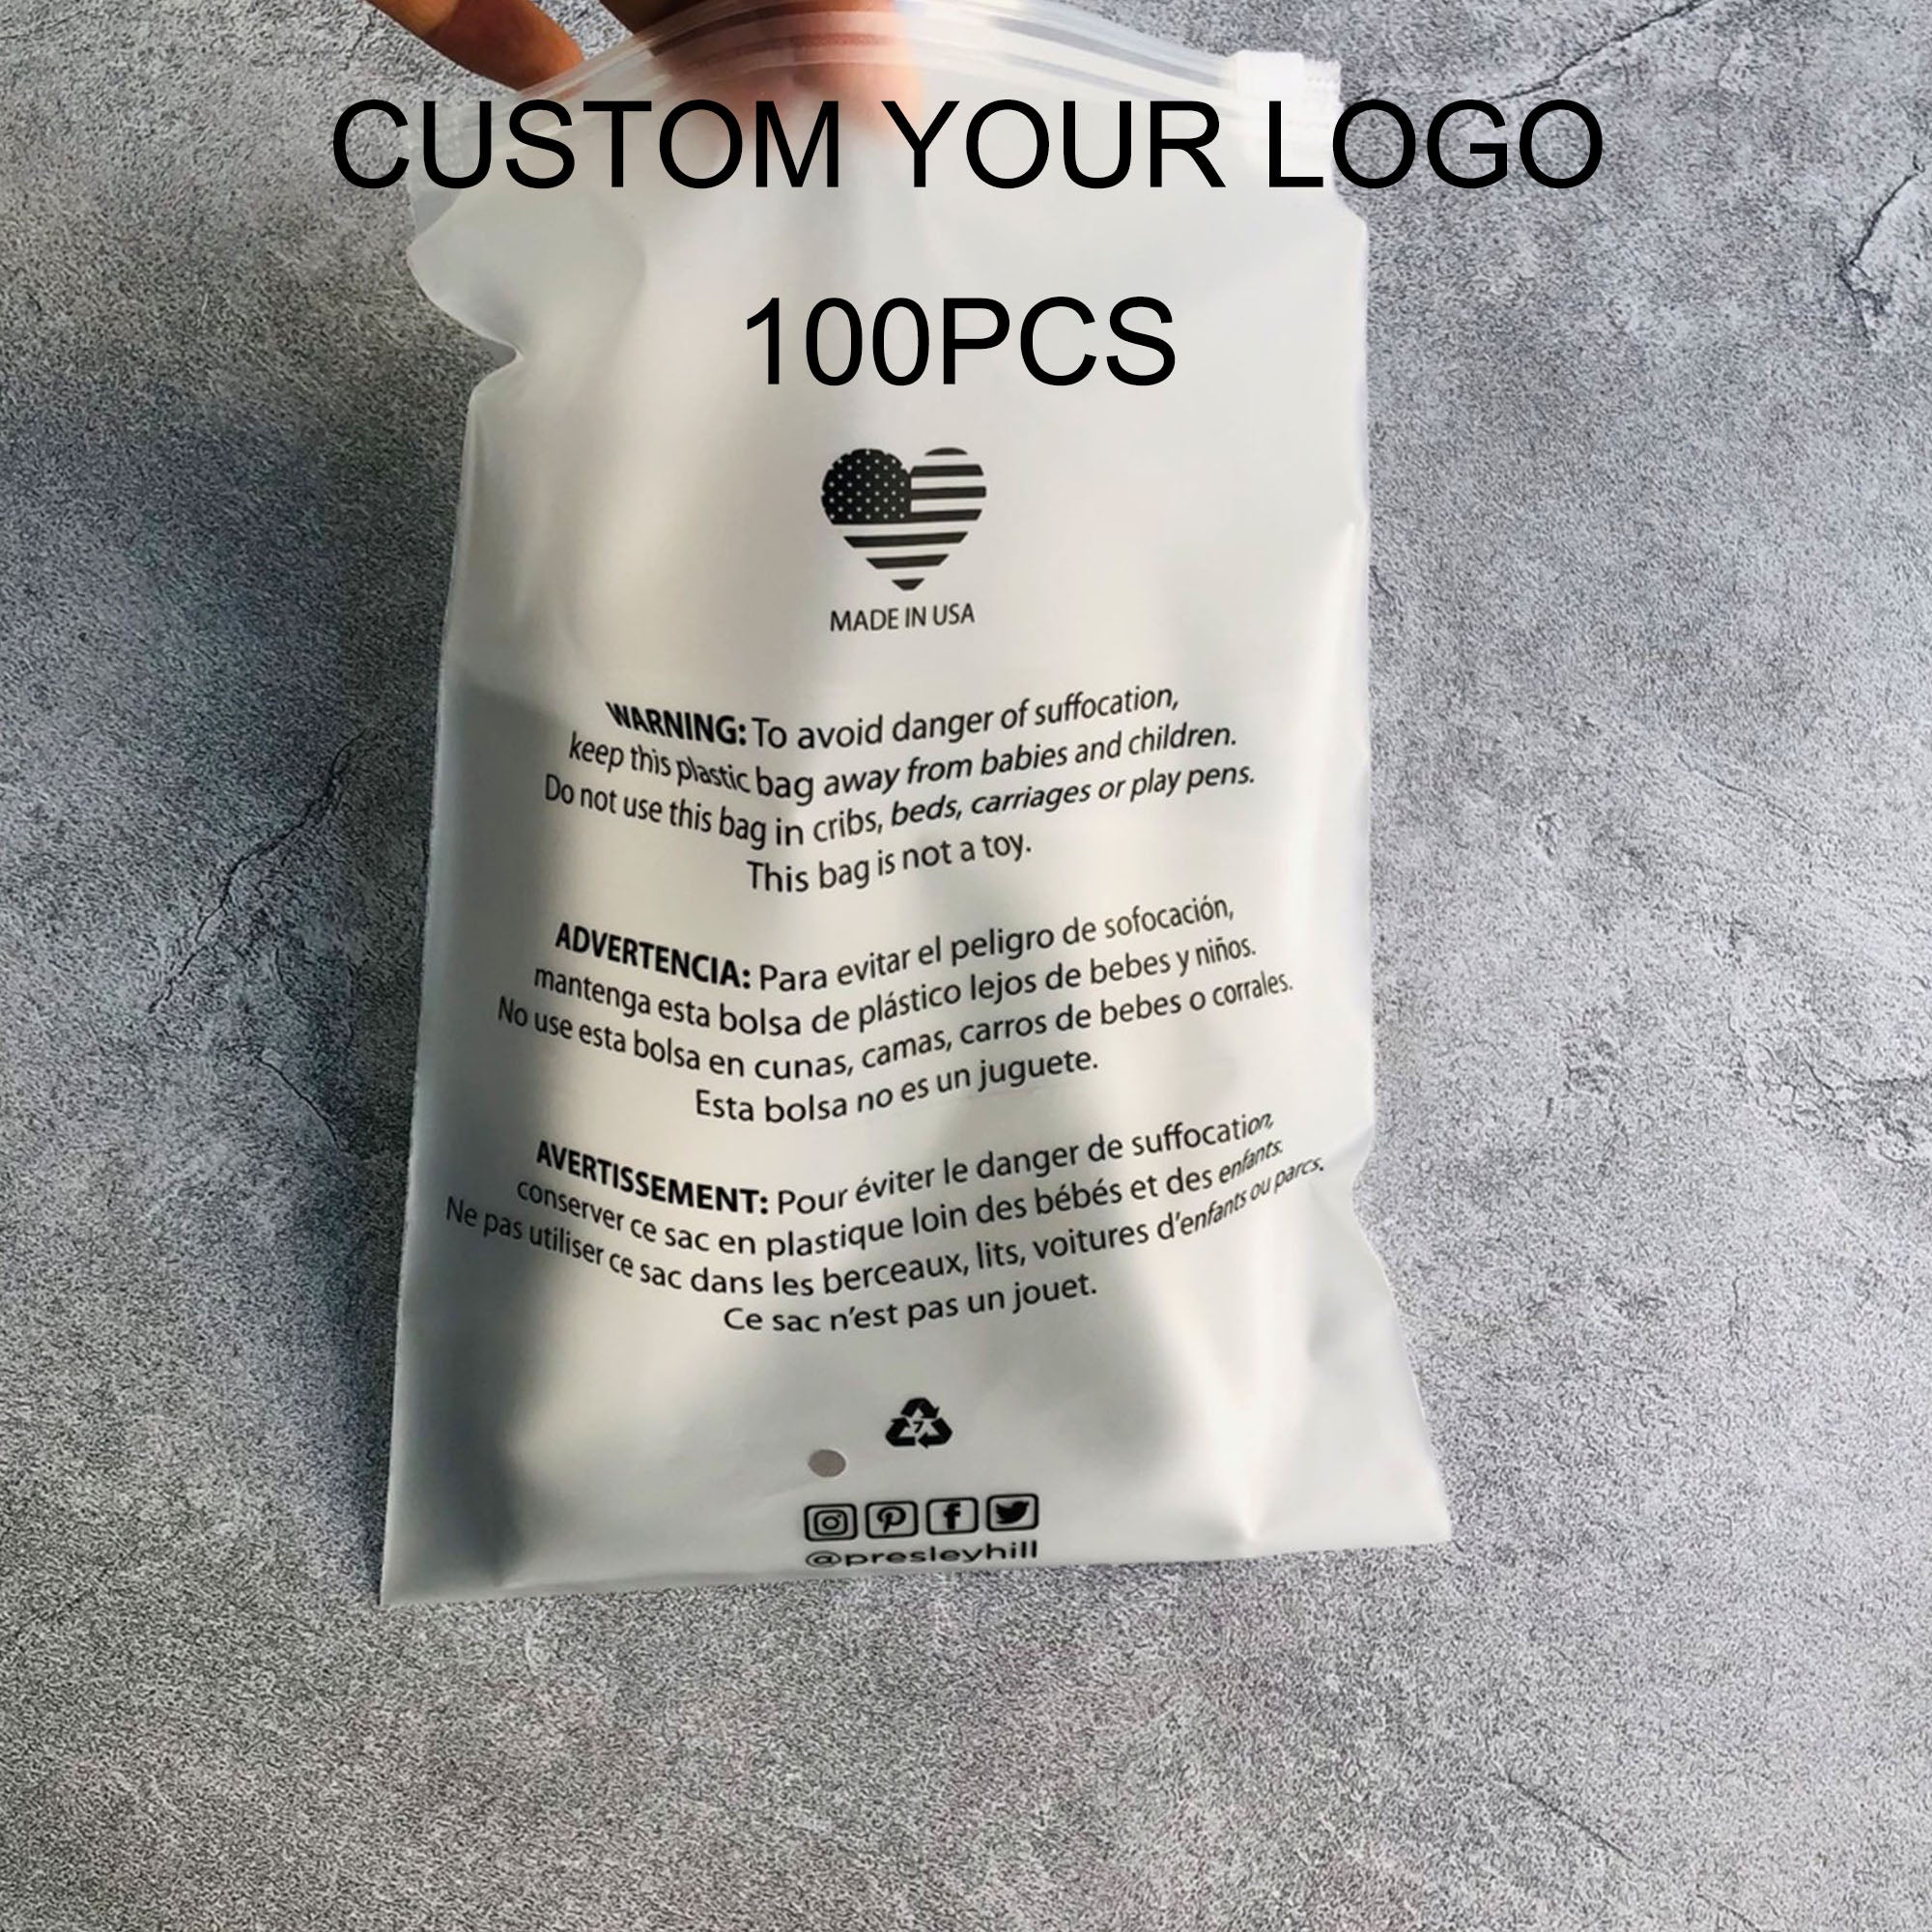 CUSTOM YOUR LOGO
100PCS
MADE IN USA
WARNING: To avoid danger of suffocation,
keep this plastic bag away from babies and children.
Do not use this bag in cribs, beds, carriages or play pens.
This bag is not a toy.
ADVERTENCIA: Para evitar el peligro de sofocación,
mantenga esta bolsa de plástico lejos de bebes y niños.
No use esta bolsa en cunas, camas, carros de bebes o corrales.
Esta bolsa no es un juguete.
AVERTISSEMENT: Pour éviter le danger de suffocation,
conserver ce sac en plastique loin des bébés et des enfants.
Ne pas utiliser ce sac dans les berceaux, lits, voitures d'enfants ou parcs.
Ce sac n'est pas un jouet.
7
@presleyhill